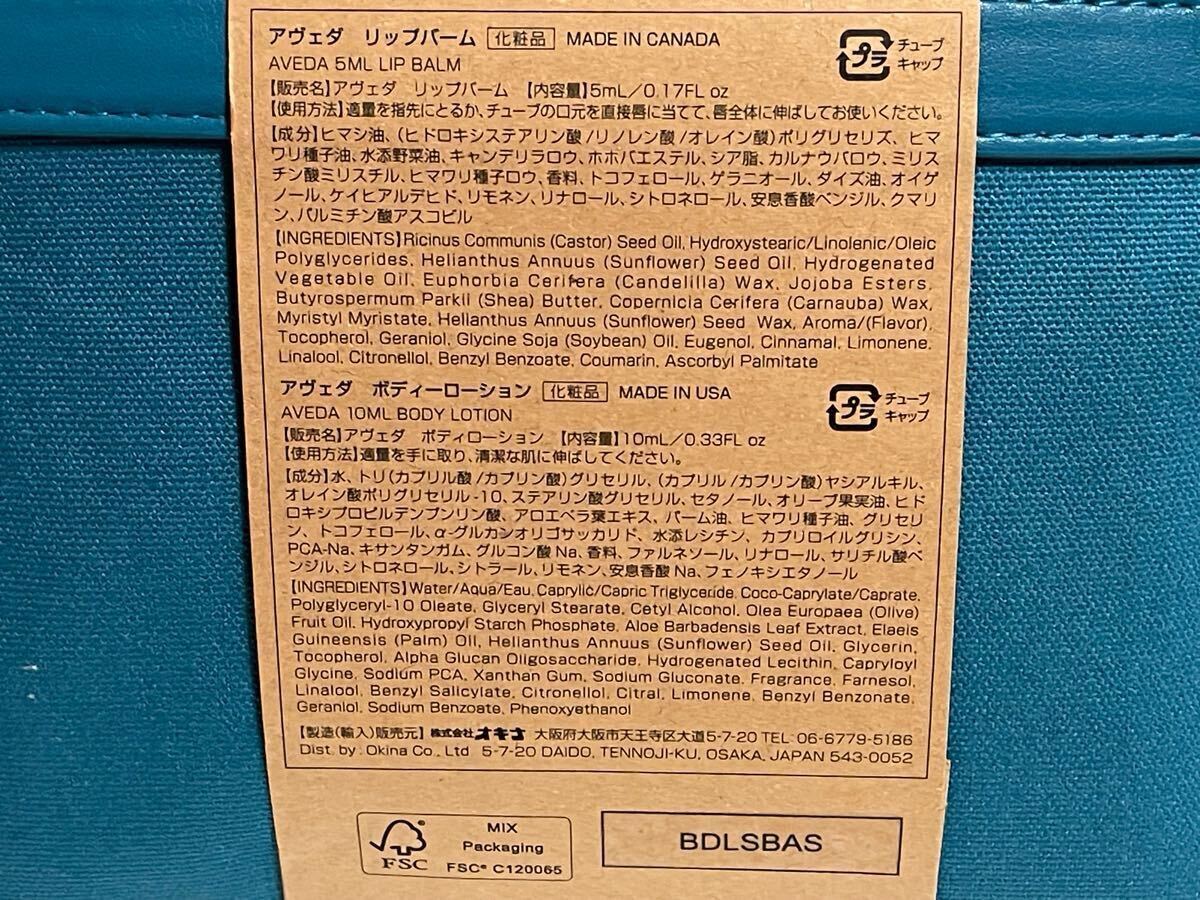 アヴェダ リップバーム 化粧品 MADE IN CANADA
AVEDA 5ML LIP BALM
プラ
チューブ
キャップ
【販売名】アヴェダ リップバーム 【内容量】5mL/0.17FL oz
【使用方法】適量を指先にとるか、チューブの口元を直接唇に当てて、唇全体に伸ばしてお使いください。
【成分】ヒマシ油、(ヒドロキシステアリン酸/リノレン酸/オレイン酸)ポリグリセリズ、ヒマ
ワリ種子油、水添野菜油、キャンデリラロウ、ホホバエステル、シア脂、カルナウバロウ、ミリス
チン酸ミリスチル、ヒマワリ種子ロウ、香料、トコフェロール、ゲラニオール、ダイズ油、オイゲ
ノール、ケイヒアルデヒド、リモネン、リナロール、シトロネロール、安息香酸ベンジル、クマリ
ン、パルミチン酸アスコビル
【INGREDIENTS】Ricinus Communis (Castor) Seed Oil, Hydroxystearic/Linolenic/Oleic
Polyglycerides, Helianthus Annuus (Sunflower) Seed Oil, Hydrogenated
Vegetable Oil, Euphorbia Cerifera (Candelilla) Wax, Jojoba Esters,
Butyrospermum Parkii (Shea) Butter, Copernicia Cerifera (Carnauba) Wax,
Myristyl Myristate, Helianthus Annuus (Sunflower) Seed Wax, Aroma/(Flavor),
Tocopherol, Geraniol, Glycine Soja (Soybean) Oil, Eugenol, Cinnamal, Limonene,
Linalool, Citronellol, Benzyl Benzoate, Coumarin, Ascorbyl Palmitate
アヴェダ ボディーローション 化粧品 MADE IN USA
AVEDA 10ML BODY LOTION
プラ
チューブ
キャップ
【販売名】アヴェダ ボディローション 【内容量】10mL/0.33FL oz
【使用方法】適量を手に取り、清潔な肌に伸ばしてください。
【成分】水、トリ(カプリル酸/カプリン酸)グリセリル、(カプリル/カプリン酸)ヤシアルキル、
オレイン酸ポリグリセリル-10、ステアリン酸グリセリル、セタノール、オリーブ果実油、ヒド
ロキシプロピルデンプンリン酸、アロエベラ葉エキス、パーム油、ヒマワリ種子油、グリセリ
ン、トコフェロール、α-グルカンオリゴサッカリド、水添レシチン、カプリロイルグリシン、
PCA-Na、キサンタンガム、グルコン酸Na、香料、ファルネソール、リナロール、サリチル酸ベ
ンジル、シトロネロール、シトラール、リモネン、安息香酸Na、フェノキシエタノール
【INGREDIENTS】Water/Aqua/Eau, Caprylic/Capric Triglyceride, Coco-Caprylate/Caprate,
Polyglyceryl-10 Oleate, Glyceryl Stearate, Cetyl Alcohol, Olea Europaea (Olive)
Fruit Oil, Hydroxypropyl Starch Phosphate, Aloe Barbadensis Leaf Extract, Elaeis
Guineensis (Palm) Oil, Helianthus Annuus (Sunflower) Seed Oil, Glycerin,
Tocopherol, Alpha Glucan Oligosaccharide, Hydrogenated Lecithin, Capryloyl
Glycine, Sodium PCA, Xanthan Gum, Sodium Gluconate, Fragrance, Farnesol,
Linalool, Benzyl Salicylate, Citronellol, Citral, Limonene, Benzyl Benzonate,
Geraniol, Sodium Benzoate, Phenoxyethanol
【製造(輸入)販売元】株式会社オキナ 大阪府大阪市天王寺区大道5-7-20 TEL:06-6779-5186
Dist. by: Okina Co., Ltd 5-7-20 DAIDO, TENNOJI-KU, OSAKA, JAPAN 543-0052
FSC
MIX
Packaging
FSC® C120065
BDLSBAS